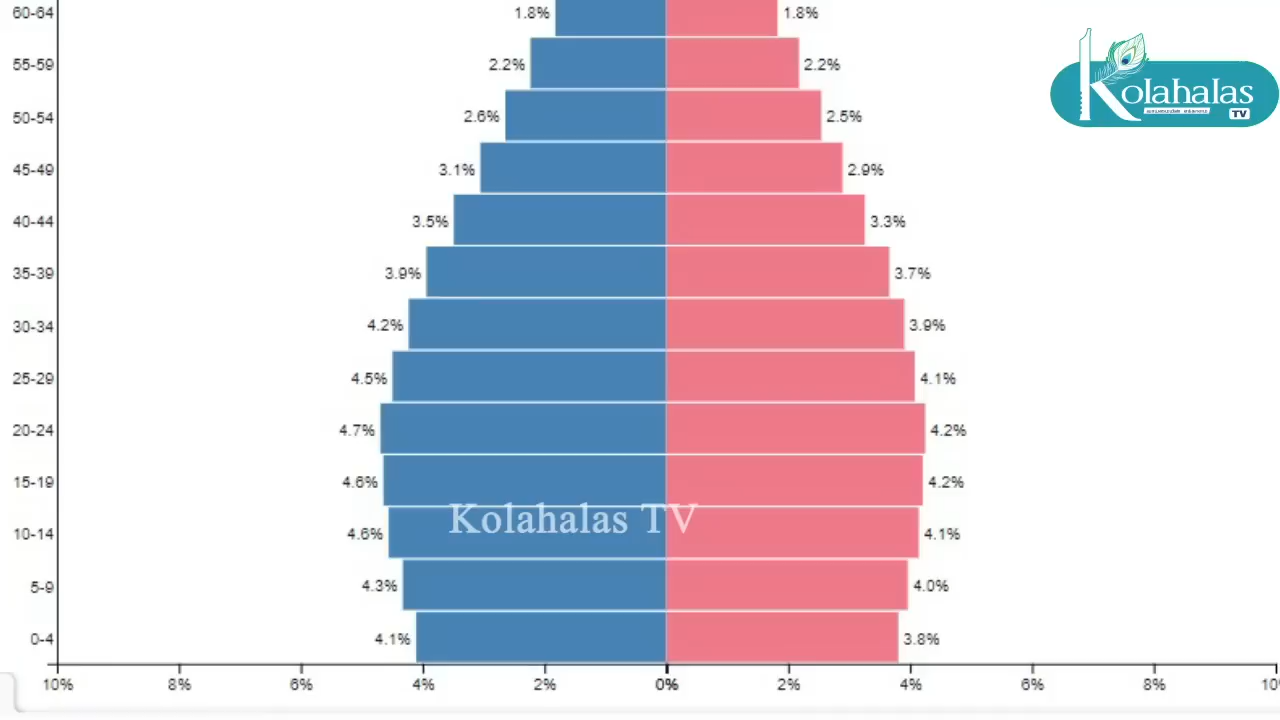 60-64 1.8% 1.8%
55-59 2.2% 2.2%
50-54 2.6% 2.5%
45-49 3.1% 2.9%
40-44 3.5% 3.3%
35-39 3.9% 3.7%
30-34 4.2% 3.9%
25-29 4.5% 4.1%
20-24 4.7% 4.2%
15-19 4.6% 4.2%
10-14 4.6% 4.1%
5-9 4.3% 4.0%
0-4 4.1% 3.8%
10% 8% 6% 4% 2% 0% 2% 4% 6% 8% 10
Kolahalas
TV
Kolahalas TV